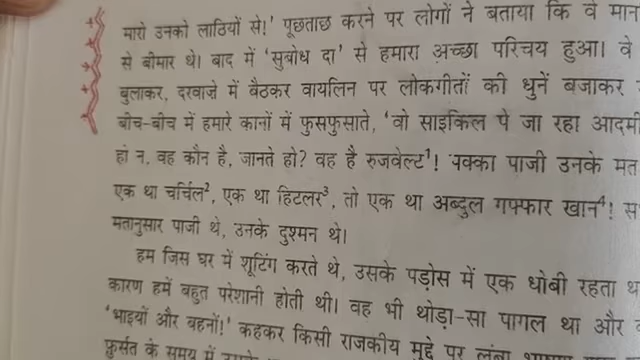 मारो उनको लाठियों से!' पूछताछ करने पर लोगों ने बताया कि वे मान
से बीमार थे। बाद में 'सुबोध दा' से हमारा अच्छा परिचय हुआ। वे
बुलाकर, दरवाज़े में बैठकर वायलिन पर लोकगीतों की धुनें बजाकर
बीच-बीच में हमारे कानों में फुसफुसाते, 'वो साइकिल पे जा रहा आदमी
हो न, वह कौन है, जानते हो? वह है रुजवेल्ट¹! पक्का पाजी उनके मत
एक था चर्चिल², एक था हिटलर³, तो एक था अब्दुल गफ्फार खान⁴! स
मतानुसार पाजी थे, उनके दुश्मन थे।
हम जिस घर में शूटिंग करते थे, उसके पड़ोस में एक धोबी रहता थ
कारण हमें बहुत परेशानी होती थी। वह भी थोड़ा-सा पागल था और
'भाइयों और बहनों!' कहकर किसी राजकीय मुद्दे पर लंबा
फ़ुर्सत के समय में